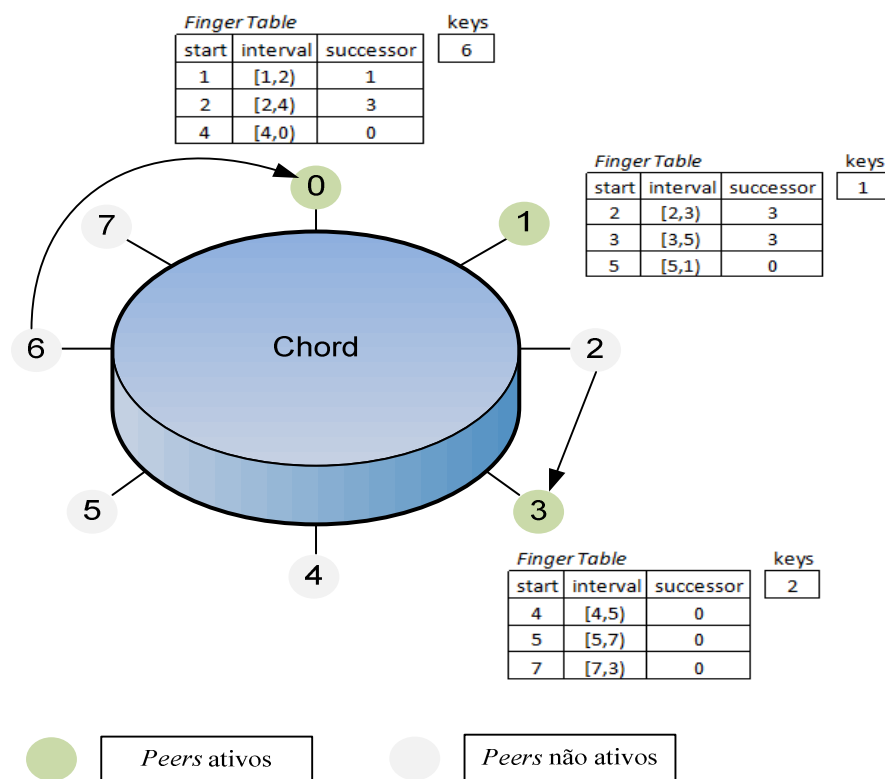 Finger Table keys
start interval successor 6
1 [1,2) 1
2 [2,4) 3
4 [4,0) 0
Finger Table keys
start interval successor 1
2 [2,3) 3
3 [3,5) 3
5 [5,1) 0
0
1
7
6
Chord
2
5
3
4
Finger Table keys
start interval successor 2
4 [4,5) 0
5 [5,7) 0
7 [7,3) 0
Peers ativos
Peers não ativos